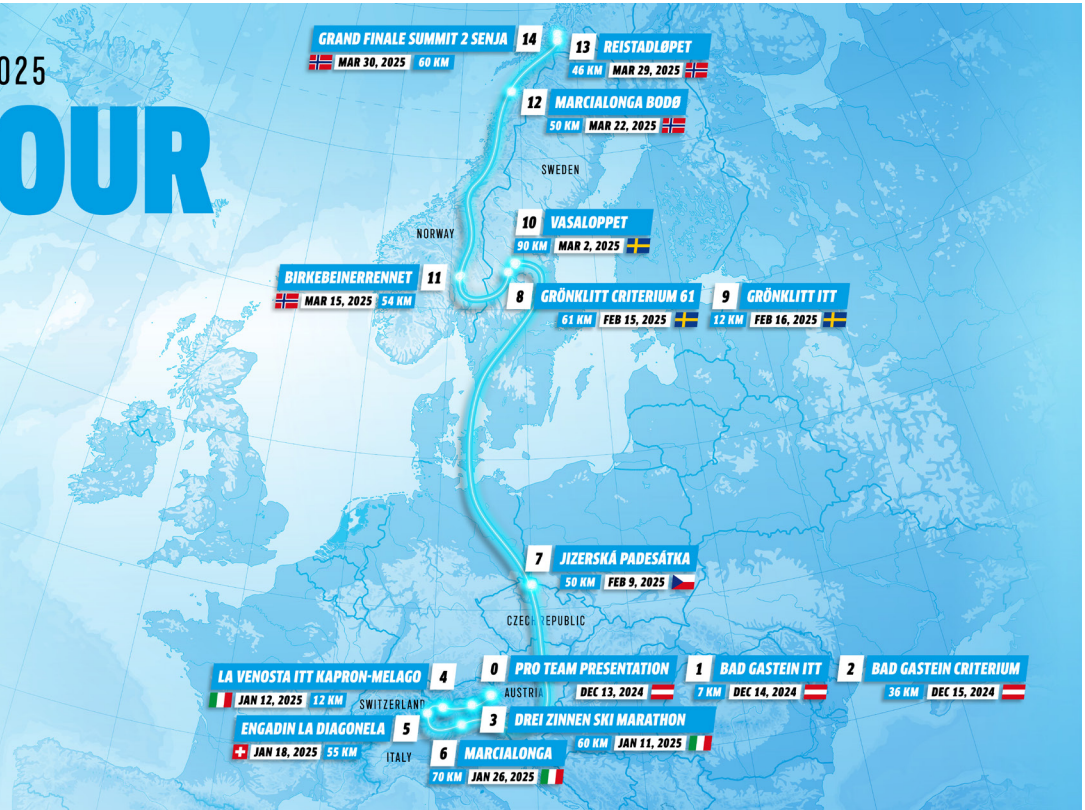 025
OUR
GRAND FINALE SUMMIT 2 SENJA 14
MAR 30, 2025 60 KM
13 REISTADLØPET
46 KM MAR 29, 2025
12 MARCIALONGA BODØ
50 KM MAR 22, 2025
SWEDEN
10 VASALOPPET
90 KM MAR 2, 2025
NORWAY
BIRKEBEINERRENNET 11
MAR 15, 2025 54 KM
8 GRÖNKLITT CRITERIUM 61
61 KM FEB 15, 2025
9 GRÖNKLITT ITT
12 KM FEB 16, 2025
7 JIZERSKÁ PADESÁTKA
50 KM FEB 9, 2025
CZECH REPUBLIC
LA VENOSTA ITT KAPRON-MELAGO 4
JAN 12, 2025 12 KM
0 PRO TEAM PRESENTATION
DEC 13, 2024
1 BAD GASTEIN ITT
7 KM DEC 14, 2024
2 BAD GASTEIN CRITERIUM
36 KM DEC 15, 2024
AUSTRIA
SWITZERLAND
ENGADIN LA DIAGONELA 5
JAN 18, 2025 55 KM
3 DREI ZINNEN SKI MARATHON
60 KM JAN 11, 2025
ITALY
6 MARCIALONGA
70 KM JAN 26, 2025